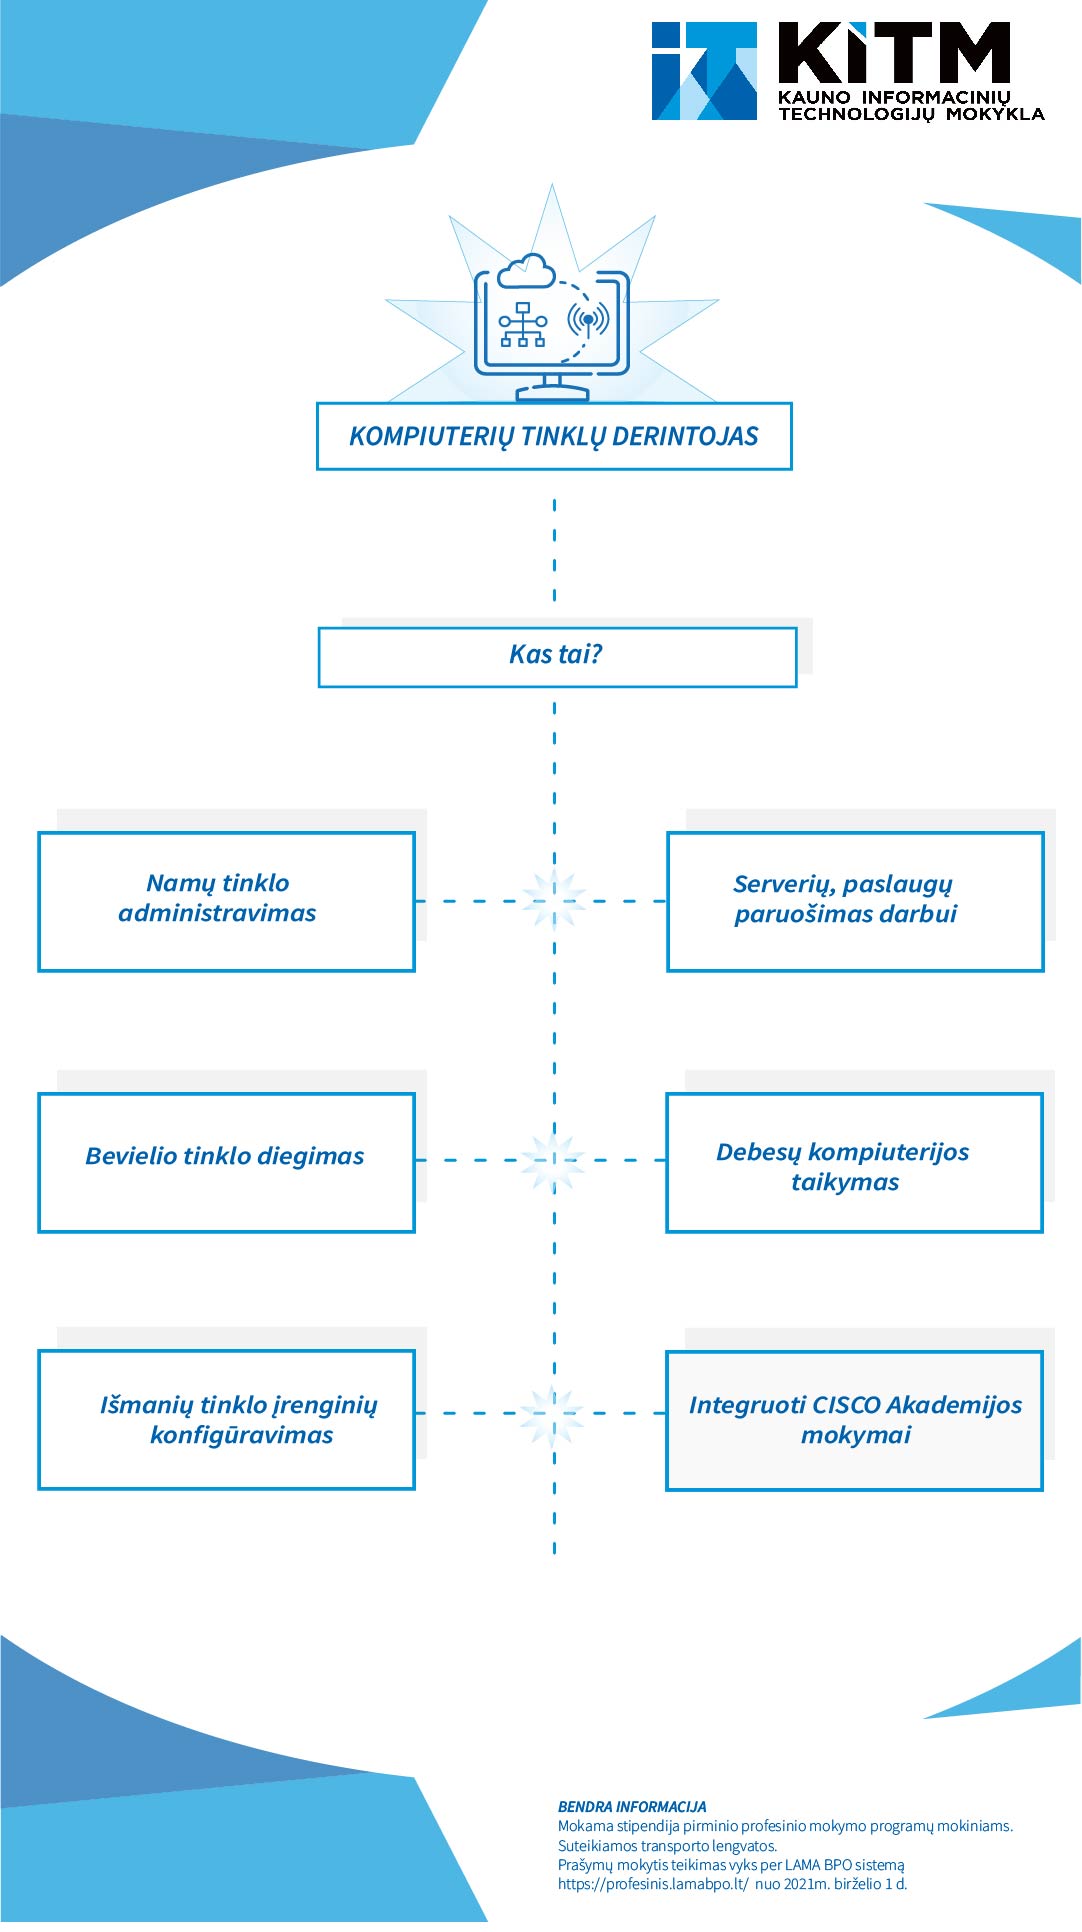 iT KiTM
KAUNO INFORMACINIŲ
TECHNOLOGIJŲ MOKYKLA
KOMPIUTERIŲ TINKLŲ DERINTOJAS
Kas tai?
Namų tinklo
administravimas
Serverių, paslaugų
paruošimas darbui
Bevielio tinklo diegimas
Debesų kompiuterijos
taikymas
Išmanių tinklo įrenginių
konfigūravimas
Integruoti CISCO Akademijos
mokymai
BENDRA INFORMACIJA
Mokama stipendija pirminio profesinio mokymo programų mokiniams.
Suteikiamos transporto lengvatos.
Prašymų mokytis teikimas vyks per LAMA BPO sistemą
https://profesinis.lamabpo.lt/ nuo 2021m. birželio 1 d.